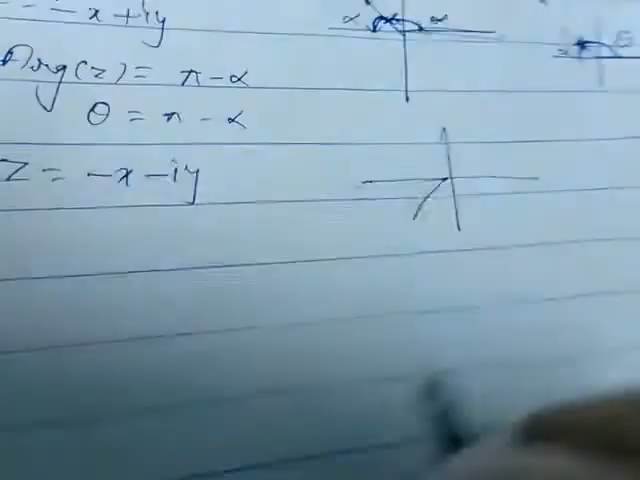 = -x + iy
α α
Arg(z) = π - α
θ = π - α
Z = -x - iy